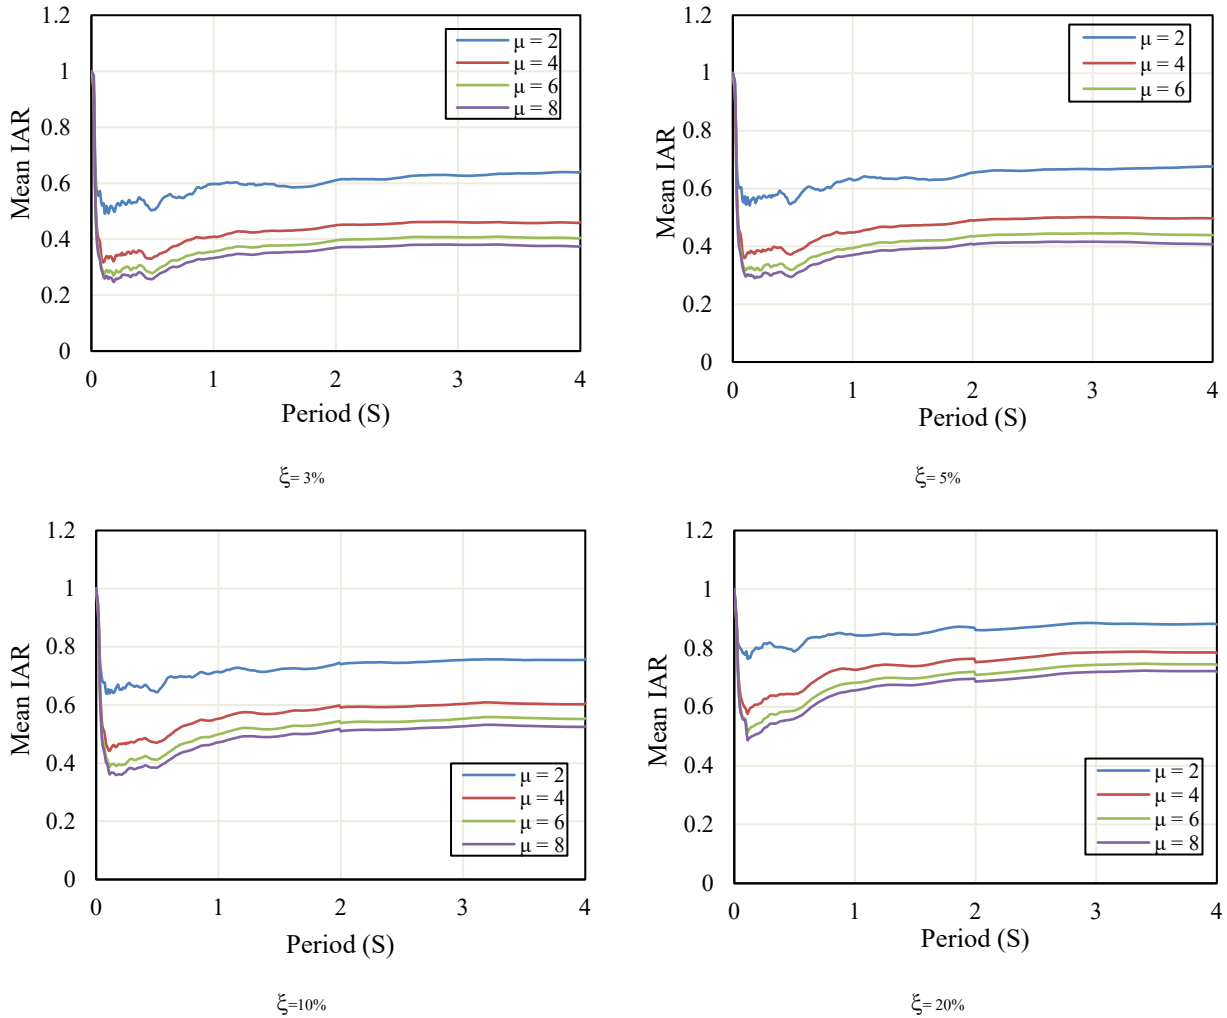 1.2
1
0.8
0.6
0.4
0.2
0
Mean IAR
μ = 2
μ = 4
μ = 6
μ = 8
0 1 2 3 4
Period (S)
ξ= 3%
1.2
1
0.8
0.6
0.4
0.2
0
Mean IAR
μ = 2
μ = 4
μ = 6
0 1 2 3 4
Period (S)
ξ= 5%
1.2
1
0.8
0.6
0.4
0.2
0
Mean IAR
μ = 2
μ = 4
μ = 6
μ = 8
0 1 2 3 4
Period (S)
ξ=10%
1.2
1
0.8
0.6
0.4
0.2
0
Mean IAR
μ = 2
μ = 4
μ = 6
μ = 8
0 1 2 3 4
Period (S)
ξ= 20%